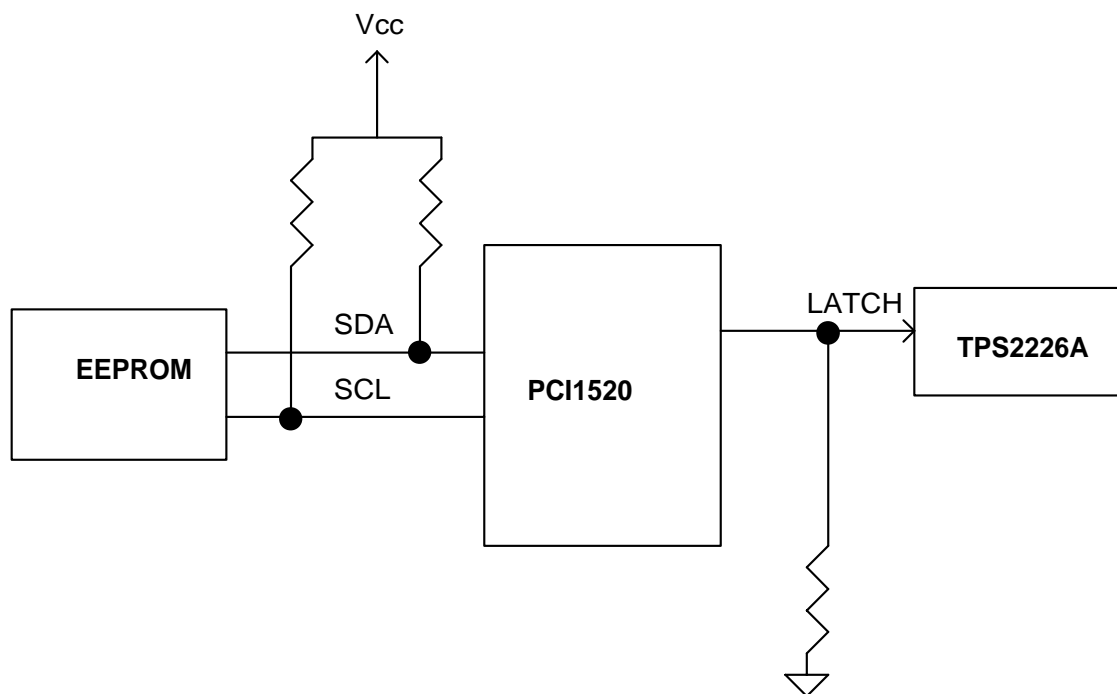 Vcc
SDA
SCL
EEPROM
PCI1520
LATCH
TPS2226A